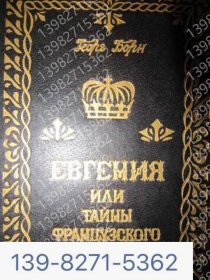 Георг Борн
ЕВГЕНИЯ
ИЛИ
ТАЙНЫ
ФРАНЦУЗСКОГО
139-8271-5362